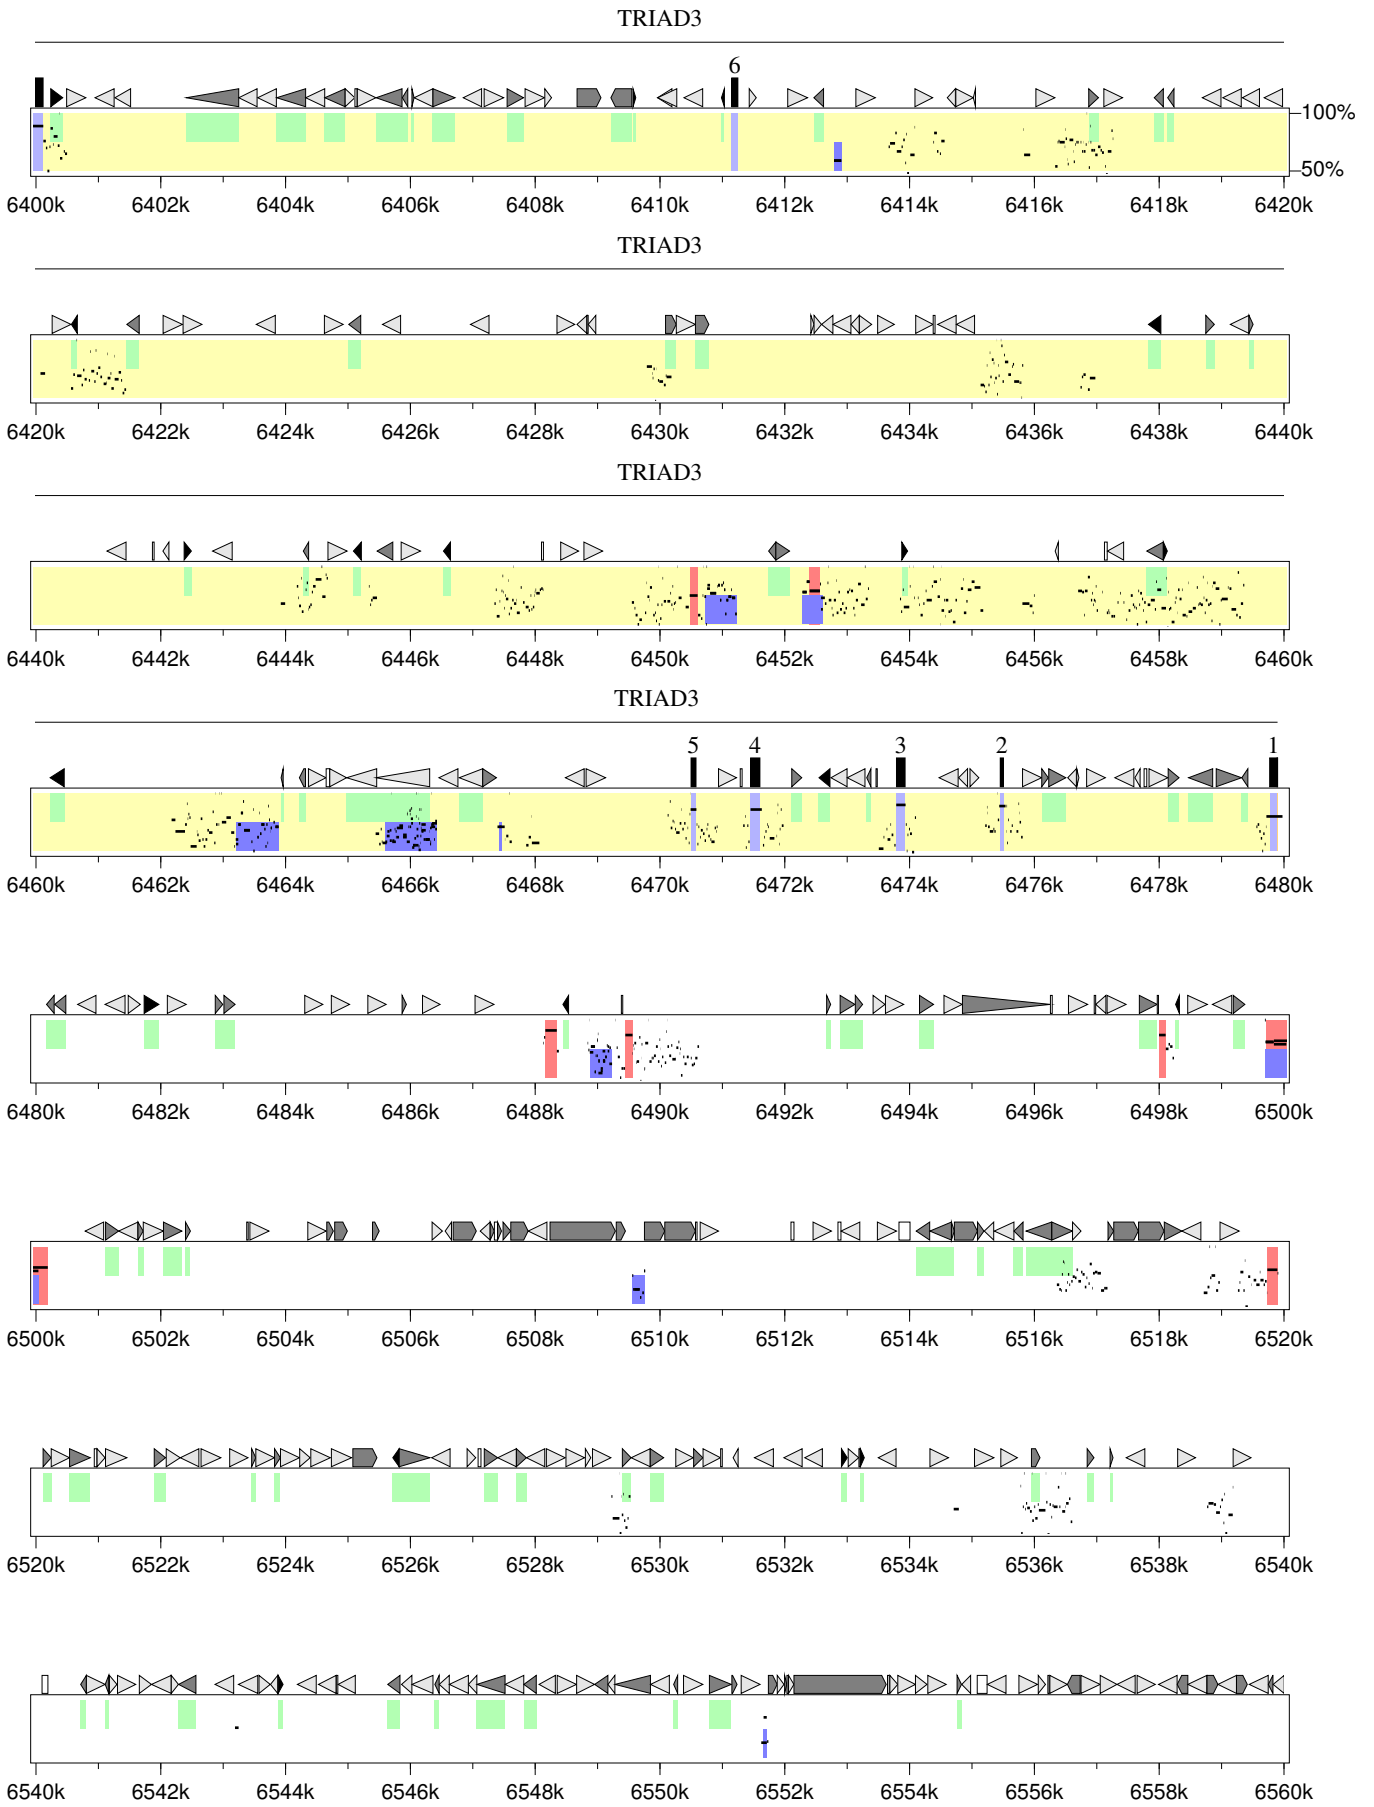 TRIAD3
6
100%
50%
6400k 6402k 6404k 6406k 6408k 6410k 6412k 6414k 6416k 6418k 6420k
TRIAD3
6420k 6422k 6424k 6426k 6428k 6430k 6432k 6434k 6436k 6438k 6440k
TRIAD3
6440k 6442k 6444k 6446k 6448k 6450k 6452k 6454k 6456k 6458k 6460k
TRIAD3
5 4 3 2 1
6460k 6462k 6464k 6466k 6468k 6470k 6472k 6474k 6476k 6478k 6480k
6480k 6482k 6484k 6486k 6488k 6490k 6492k 6494k 6496k 6498k 6500k
6500k 6502k 6504k 6506k 6508k 6510k 6512k 6514k 6516k 6518k 6520k
6520k 6522k 6524k 6526k 6528k 6530k 6532k 6534k 6536k 6538k 6540k
6540k 6542k 6544k 6546k 6548k 6550k 6552k 6554k 6556k 6558k 6560k